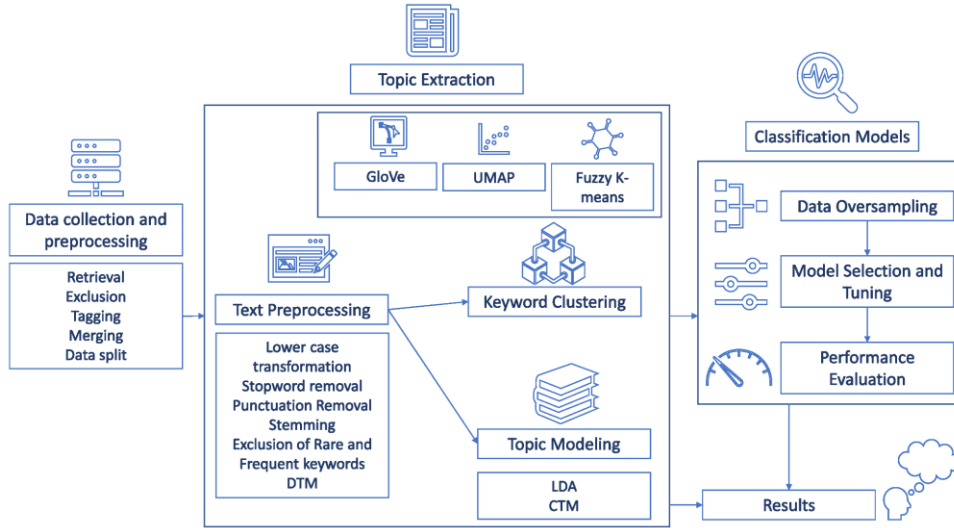 Topic Extraction
Classification Models
GloVe
UMAP
Fuzzy K-
means
Data collection and
preprocessing
Retrieval
Exclusion
Tagging
Merging
Data split
Text Preprocessing
Lower case
transformation
Stopword removal
Punctuation Removal
Stemming
Exclusion of Rare and
Frequent keywords
DTM
Keyword Clustering
Topic Modeling
LDA
CTM
Data Oversampling
Model Selection and
Tuning
Performance
Evaluation
Results